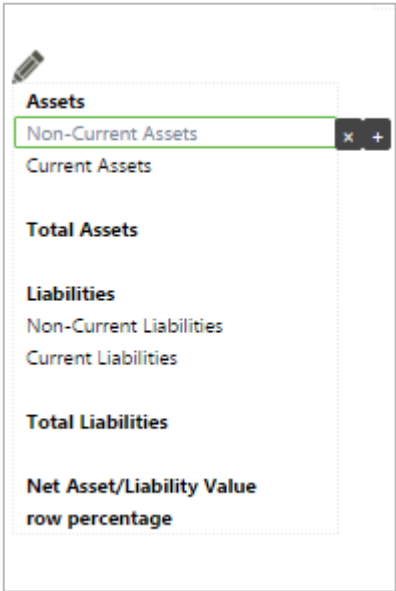 Assets
Non-Current Assets
× +
Current Assets
Total Assets
Liabilities
Non-Current Liabilities
Current Liabilities
Total Liabilities
Net Asset/Liability Value
row percentage